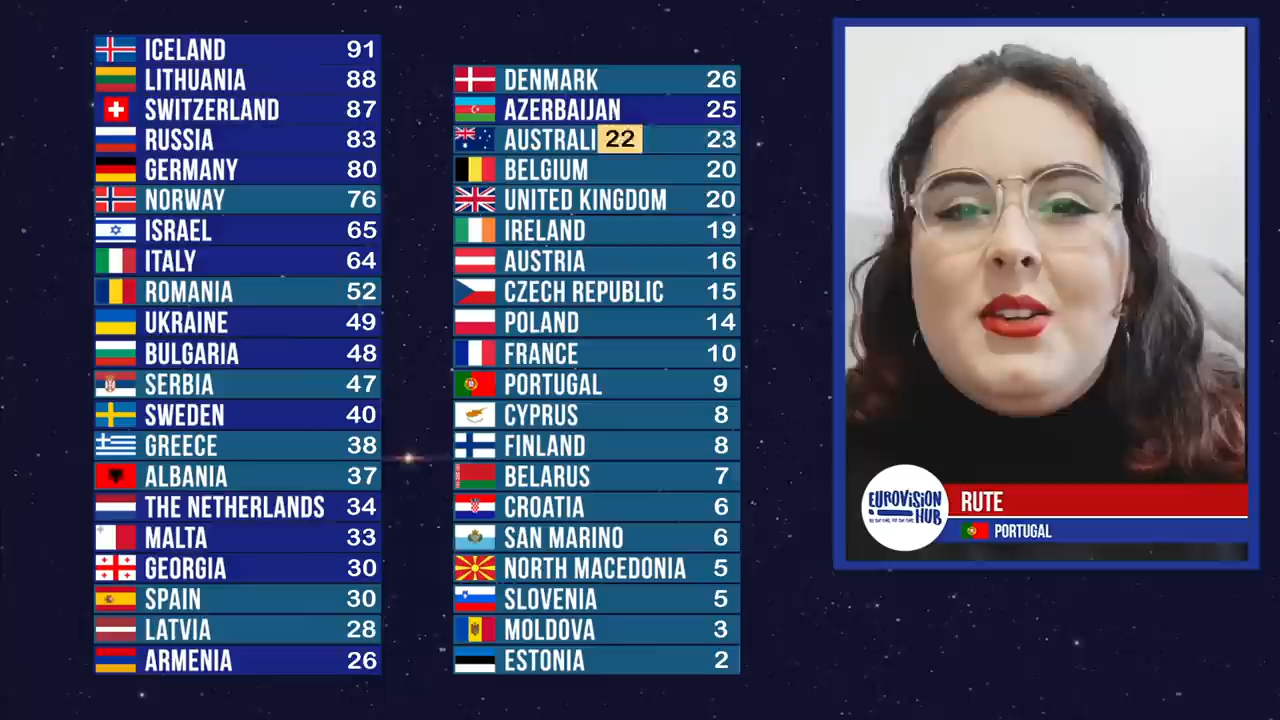 ICELAND 91
LITHUANIA 88
SWITZERLAND 87
RUSSIA 83
GERMANY 80
NORWAY 76
ISRAEL 65
ITALY 64
ROMANIA 52
UKRAINE 49
BULGARIA 48
SERBIA 47
SWEDEN 40
GREECE 38
ALBANIA 37
THE NETHERLANDS 34
MALTA 33
GEORGIA 30
SPAIN 30
LATVIA 28
ARMENIA 26
DENMARK 26
AZERBAIJAN 25
AUSTRALI 22 23
BELGIUM 20
UNITED KINGDOM 20
IRELAND 19
AUSTRIA 16
CZECH REPUBLIC 15
POLAND 14
FRANCE 10
PORTUGAL 9
CYPRUS 8
FINLAND 8
BELARUS 7
CROATIA 6
SAN MARINO 6
NORTH MACEDONIA 5
SLOVENIA 5
MOLDOVA 3
ESTONIA 2
EUROVISION
HUB
RUTE
PORTUGAL